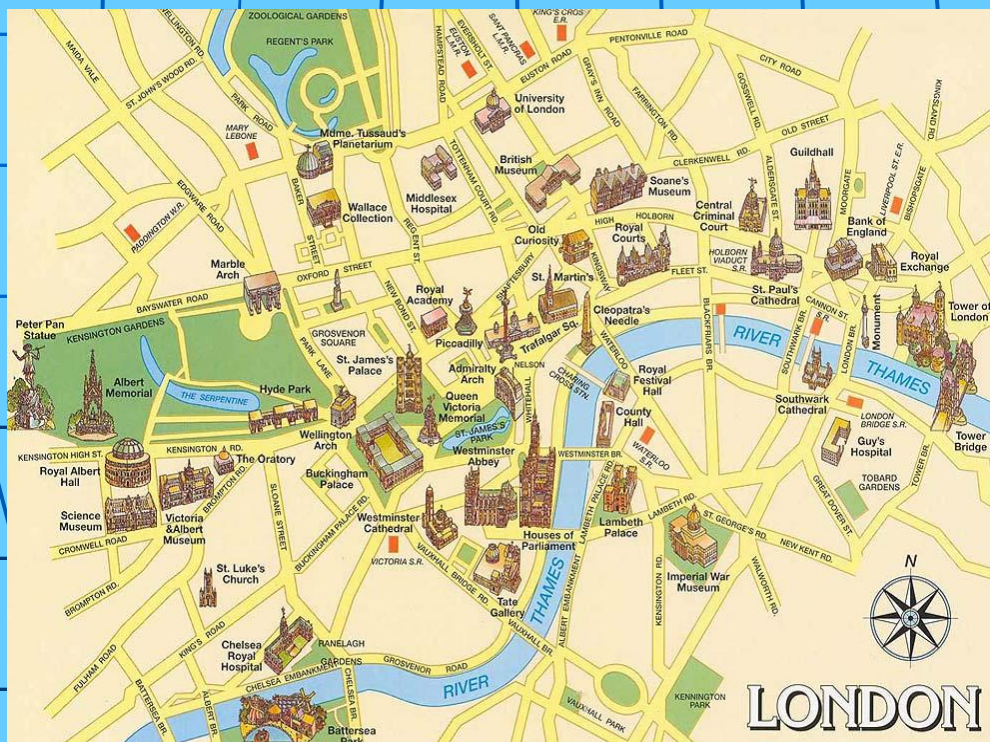 ZOOLOGICAL GARDENS
REGENT'S PARK
MAIDA VALE
WELLINGTON RD.
ST. JOHN'S WOOD RD.
PARK ROAD
HAMPSTEAD ROAD
EVERSHOLT ST.
EUSTON
L.M.R.
SANT PANCRAS
L.M.R.
KING'S CROS
E.R.
EUSTON ROAD
PENTONVILLE ROAD
CITY ROAD
GRAY'S INN ROAD
FARRINGTON RD.
GOSSWELL RD.
OLD STREET
KINGSLAND RD.
MARY
LEBONE
Mdme. Tussaud's
Planetarium
University
of London
TOTTENHAM COURT RD.
British
Museum
Soane's
Museum
CLERKENWELL RD.
ALDERSGATE ST.
Guildhall
MOORGATE
LIVERPOOL ST. E.R.
BISHOPSGATE
EDGWARE ROAD
PADDINGTON W.R.
BAKER
STREET
Wallace
Collection
Middlesex
Hospital
REGENT ST.
HIGH HOLBORN
Central
Criminal
Court
Bank of
England
Royal
Exchange
Old
Curiosity
KINGSWAY
Royal
Courts
HOLBORN
VIADUCT
S.R.
FLEET ST.
St. Paul's
Cathedral
Marble
Arch
OXFORD STREET
NEW BOND ST.
SHAFTESBURY
St. Martin's
Royal
Academy
BAYSWATER ROAD
Peter Pan
Statue
KENSINGTON GARDENS
PARK LANE
GROSVENOR
SQUARE
Piccadilly
Trafalgar Sq.
Cleopatra's
Needle
WATERLOO
BLACKFRIARS BR.
RIVER
THAMES
SOUTHWARK BR.
CANNON ST.
S.R.
LONDON BR.
Monument
Tower of
London
St. James's
Palace
Admiralty
Arch
NELSON
WHITEHALL
CHARING
CROSS STN.
Royal
Festival
Hall
County
Hall
WATERLOO
S.R.
Albert
Memorial
THE SERPENTINE
Hyde Park
Queen
Victoria
Memorial
ST. JAMES'S
PARK
Westminster
Abbey
WESTMINSTER BR.
Southwark
Cathedral
LONDON
BRIDGE S.R.
Guy's
Hospital
TOBARD
GARDENS
TOWER BR.
Tower
Bridge
Wellington
Arch
Buckingham
Palace
KENSINGTON HIGH ST.
KENSINGTON RD.
Royal Albert
Hall
The Oratory
BROMPTON RD.
Science
Museum
Victoria
&Albert
Museum
SLOANE STREET
BUCKINGHAM PALACE RD.
CROMWELL ROAD
Westminster
Cathedral
VICTORIA S.R.
VAUXHALL BRIDGE RD.
Houses of
Parliament
LAMBETH PALACE RD.
Lambeth
Palace
LAMBETH RD.
ST. GEORGE'S RD.
GREAT DOVER ST.
NEW KENT RD.
Imperial War
Museum
WALWORTH RD.
KENSINGTON RD.
Tate
Gallery
THAMES
ALBERT EMBANKMENT
VAUXHALL BR.
St. Luke's
Church
BROMPTON RD.
FULHAM ROAD
KING'S ROAD
Chelsea
Royal
Hospital
RANELAGH
GARDENS
CHELSEA EMBANKMENT
GROSVENOR ROAD
RIVER
BATTERSEA BR.
ALBERT BR.
CHELSEA BR.
Battersea
Park
VAUXHALL PARK
KENNINGTON
PARK
N
LONDON